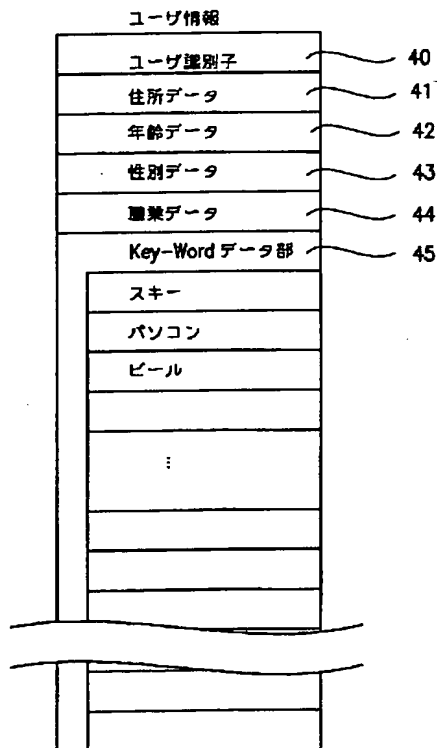 ユーザ情報
ユーザ識別子 40
住所データ 41
年齢データ 42
性別データ 43
職業データ 44
Key-Word データ部 45
スキー
パソコン
ビール
⋮